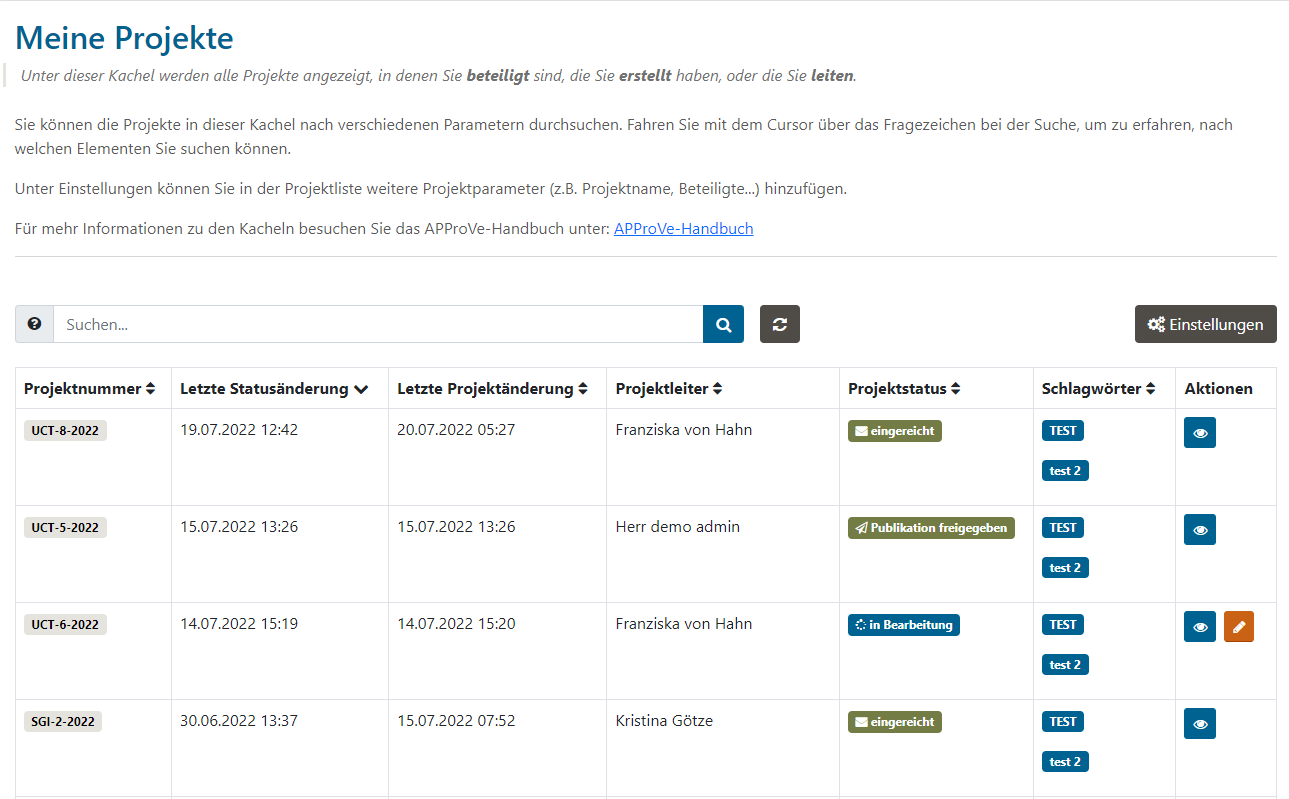 Meine Projekte
Unter dieser Kachel werden alle Projekte angezeigt, in denen Sie beteiligt sind, die Sie erstellt haben, oder die Sie leiten.
Sie können die Projekte in dieser Kachel nach verschiedenen Parametern durchsuchen. Fahren Sie mit dem Cursor über das Fragezeichen bei der Suche, um zu erfahren, nach
welchen Elementen Sie suchen können.
Unter Einstellungen können Sie in der Projektliste weitere Projektparameter (z.B. Projektname, Beteiligte...) hinzufügen.
Für mehr Informationen zu den Kacheln besuchen Sie das APProVe-Handbuch unter: APProVe-Handbuch
Suchen... Einstellungen
Projektnummer Letzte Statusänderung Letzte Projektänderung Projektleiter Projektstatus Schlagwörter Aktionen
UCT-8-2022 19.07.2022 12:42 20.07.2022 05:27 Franziska von Hahn eingereicht TEST
test 2
UCT-5-2022 15.07.2022 13:26 15.07.2022 13:26 Herr demo admin Publikation freigegeben TEST
test 2
UCT-6-2022 14.07.2022 15:19 14.07.2022 15:20 Franziska von Hahn in Bearbeitung TEST
test 2
SGI-2-2022 30.06.2022 13:37 15.07.2022 07:52 Kristina Götze eingereicht TEST
test 2